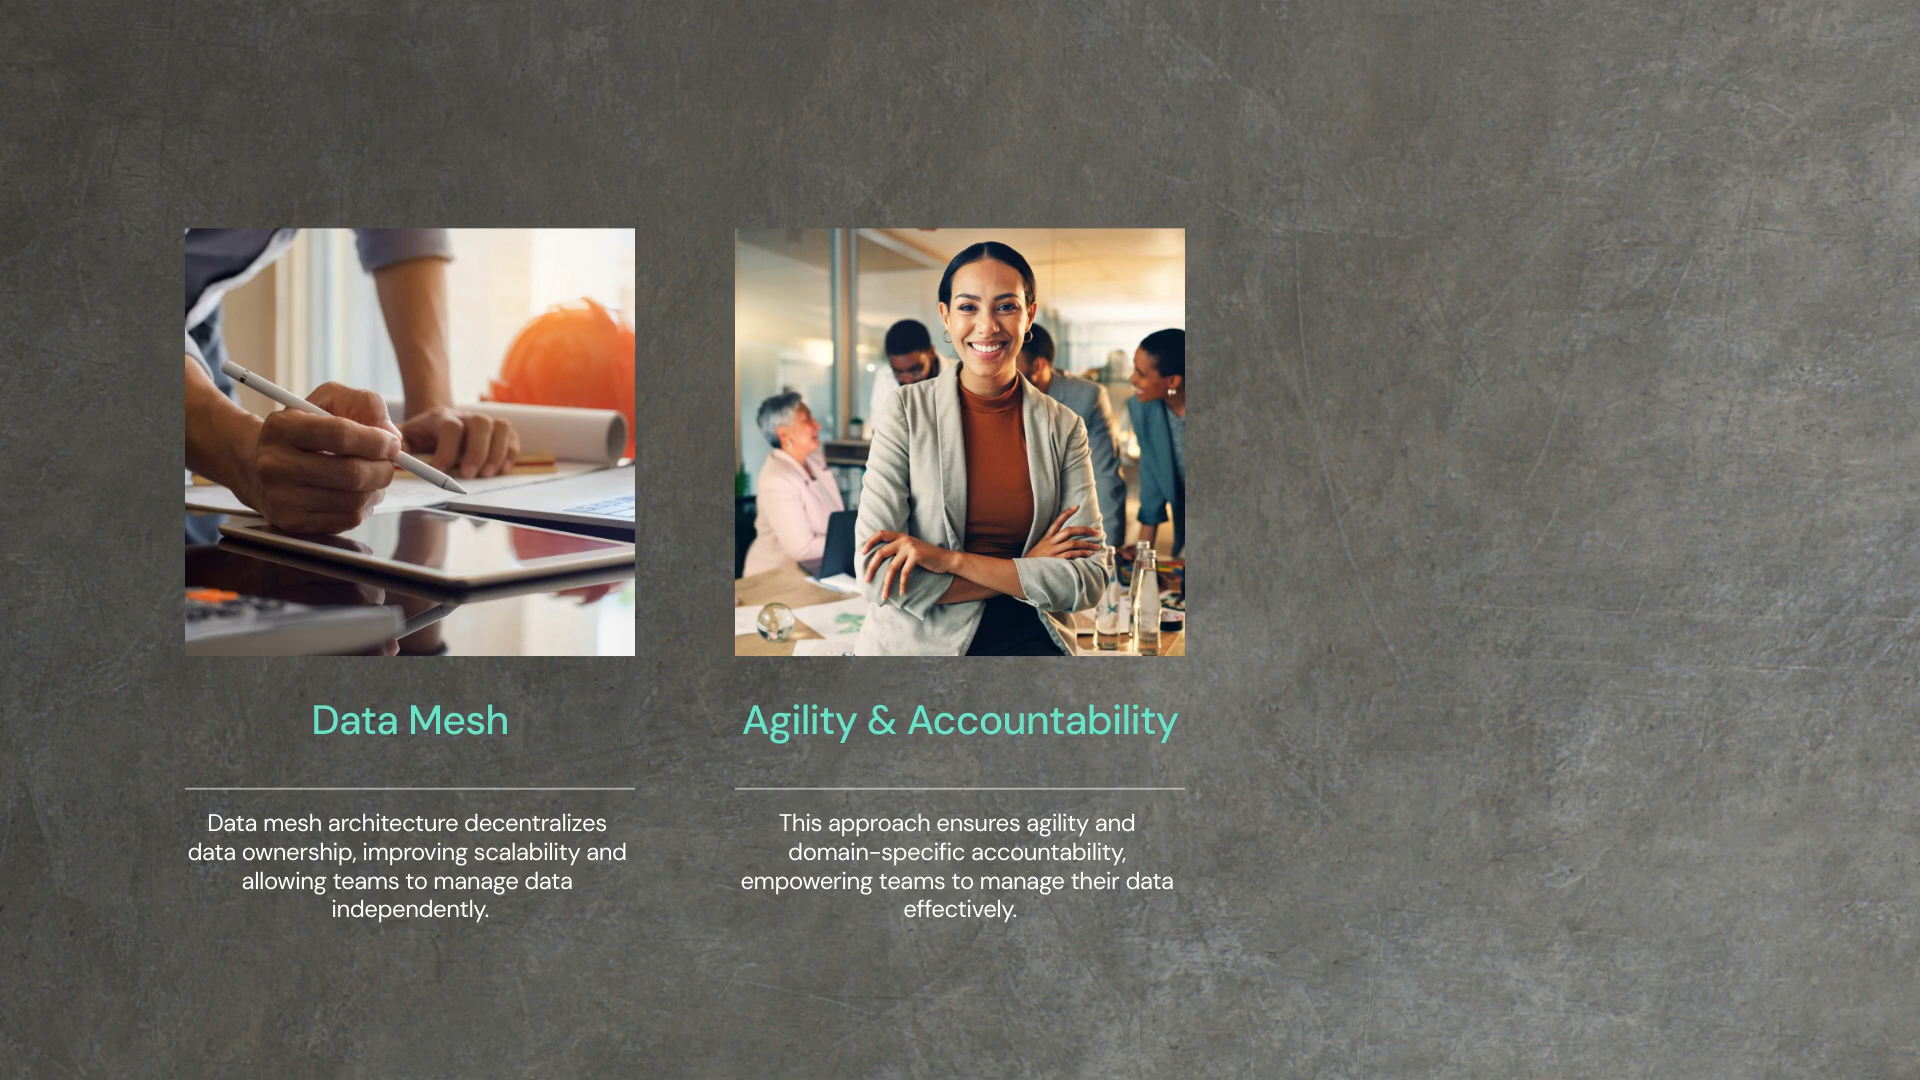 Data Mesh
Data mesh architecture decentralizes
data ownership, improving scalability and
allowing teams to manage data
independently.
Agility & Accountability
This approach ensures agility and
domain-specific accountability,
empowering teams to manage their data
effectively.